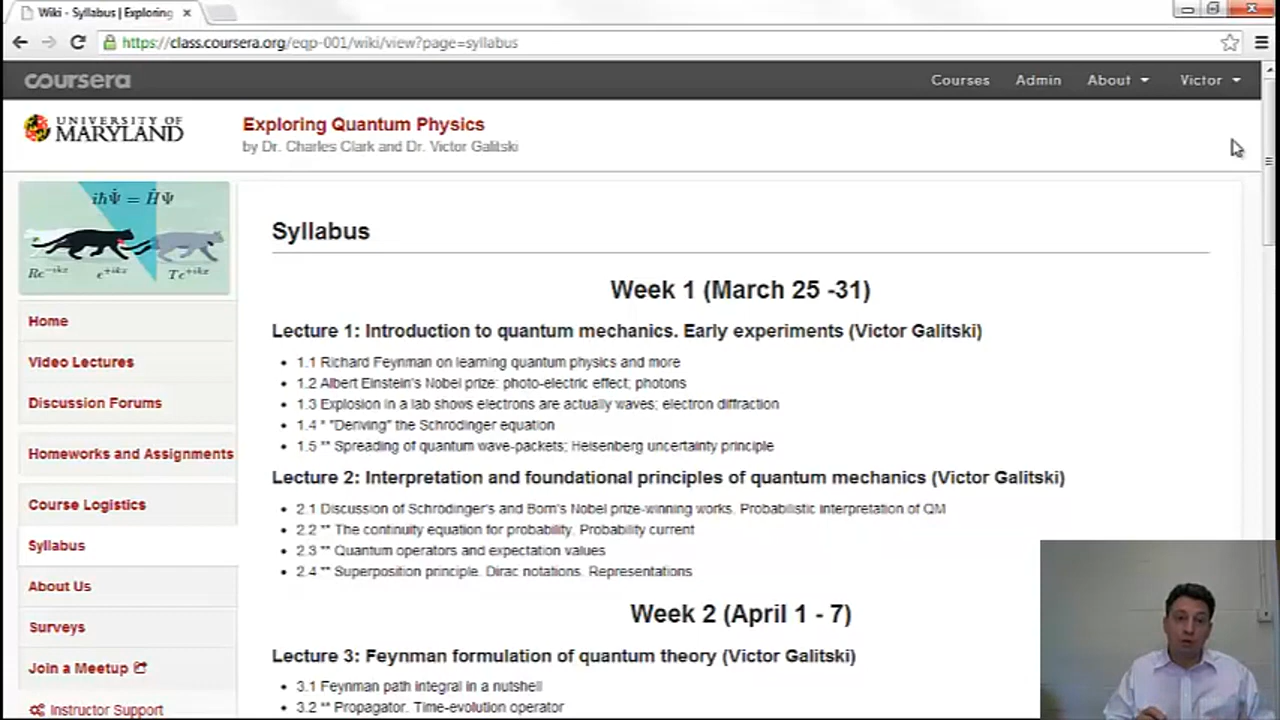 Wiki - Syllabus | Exploring
https://class.coursera.org/eqp-001/wiki/view?page=syllabus
coursera
Courses Admin About Victor
UNIVERSITY OF
MARYLAND
Exploring Quantum Physics
by Dr. Charles Clark and Dr. Victor Galitski
iħΨ̇ = ĤΨ
Re⁻ⁱᵏˣ e⁺ⁱᵏˣ Te⁺ⁱᵏˣ
Home
Video Lectures
Discussion Forums
Homeworks and Assignments
Course Logistics
Syllabus
About Us
Surveys
Join a Meetup
Instructor Support
Syllabus
Week 1 (March 25 -31)
Lecture 1: Introduction to quantum mechanics. Early experiments (Victor Galitski)
• 1.1 Richard Feynman on learning quantum physics and more
• 1.2 Albert Einstein's Nobel prize: photo-electric effect; photons
• 1.3 Explosion in a lab shows electrons are actually waves; electron diffraction
• 1.4 * "Deriving" the Schrodinger equation
• 1.5 ** Spreading of quantum wave-packets; Heisenberg uncertainty principle
Lecture 2: Interpretation and foundational principles of quantum mechanics (Victor Galitski)
• 2.1 Discussion of Schrodinger's and Born's Nobel prize-winning works. Probabilistic interpretation of QM
• 2.2 ** The continuity equation for probability. Probability current
• 2.3 ** Quantum operators and expectation values
• 2.4 ** Superposition principle. Dirac notations. Representations
Week 2 (April 1 - 7)
Lecture 3: Feynman formulation of quantum theory (Victor Galitski)
• 3.1 Feynman path integral in a nutshell
• 3.2 ** Propagator. Time-evolution operator